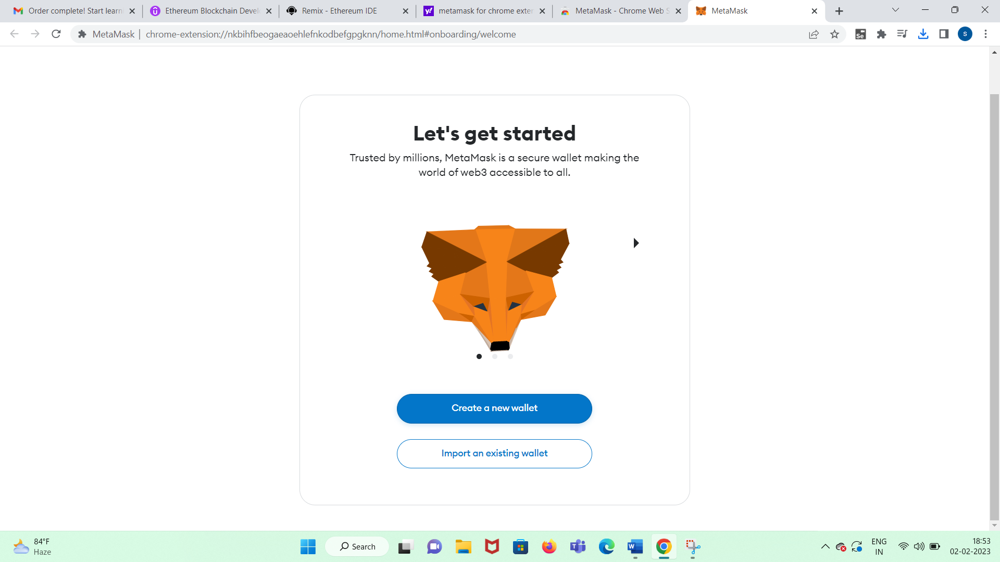 Order complete! Start learni
Ethereum Blockchain Devel
Remix - Ethereum IDE
metamask for chrome exten
MetaMask - Chrome Web S
MetaMask
MetaMask | chrome-extension://nkbihfbeogaeaoehlefnkodbefgpgknn/home.html#onboarding/welcome
Se
S
Let's get started
Trusted by millions, MetaMask is a secure wallet making the
world of web3 accessible to all.
Create a new wallet
Import an existing wallet
84°F
Haze
Search
ENG
IN
18:53
02-02-2023